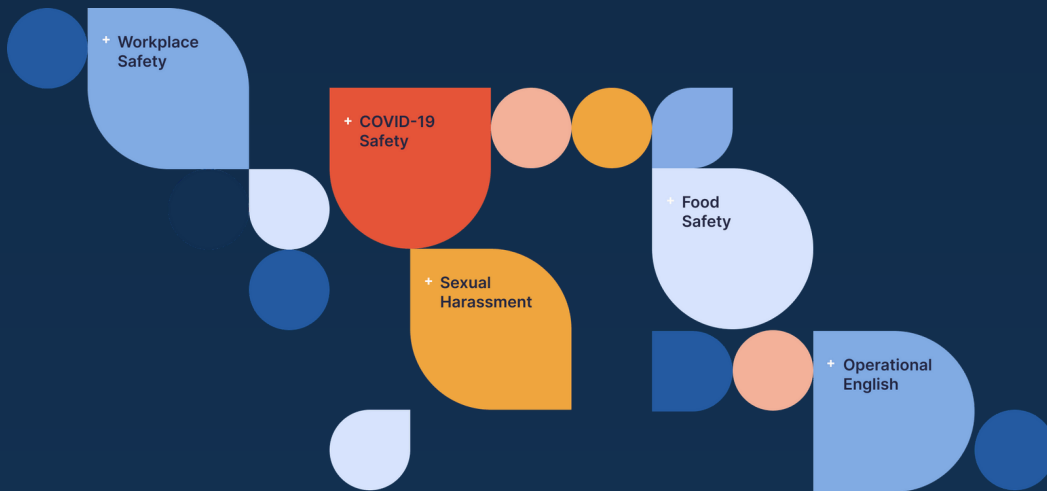 + Workplace
Safety
+ COVID-19
Safety
+ Food
Safety
+ Sexual
Harassment
+ Operational
English